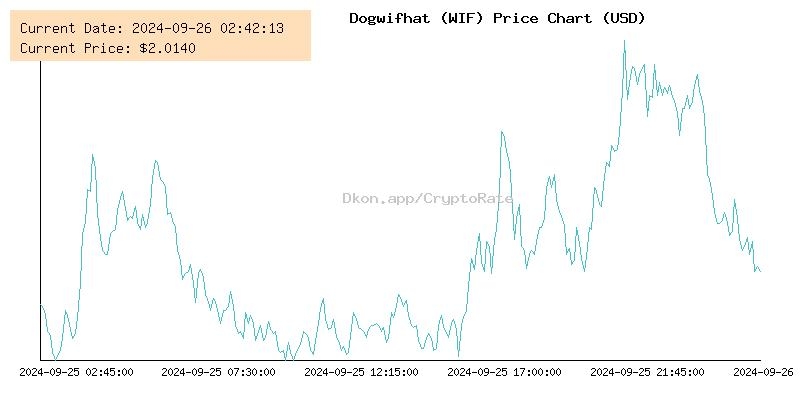 Dogwifhat (WIF) Price Chart (USD)
Current Date: 2024-09-26 02:42:13
Current Price: $2.0140
Dkon.app/CryptoRate
2024-09-25 02:45:00
2024-09-25 07:30:00
2024-09-25 12:15:00
2024-09-25 17:00:00
2024-09-25 21:45:00
2024-09-26